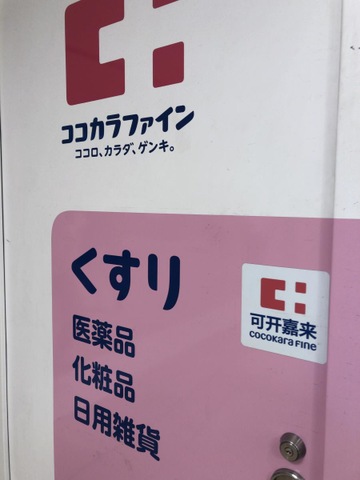 ココカラファイン
ココロ、カラダ、ゲンキ。
くすり
医薬品
化粧品
日用雑貨
可开嘉来
cocokara Fine